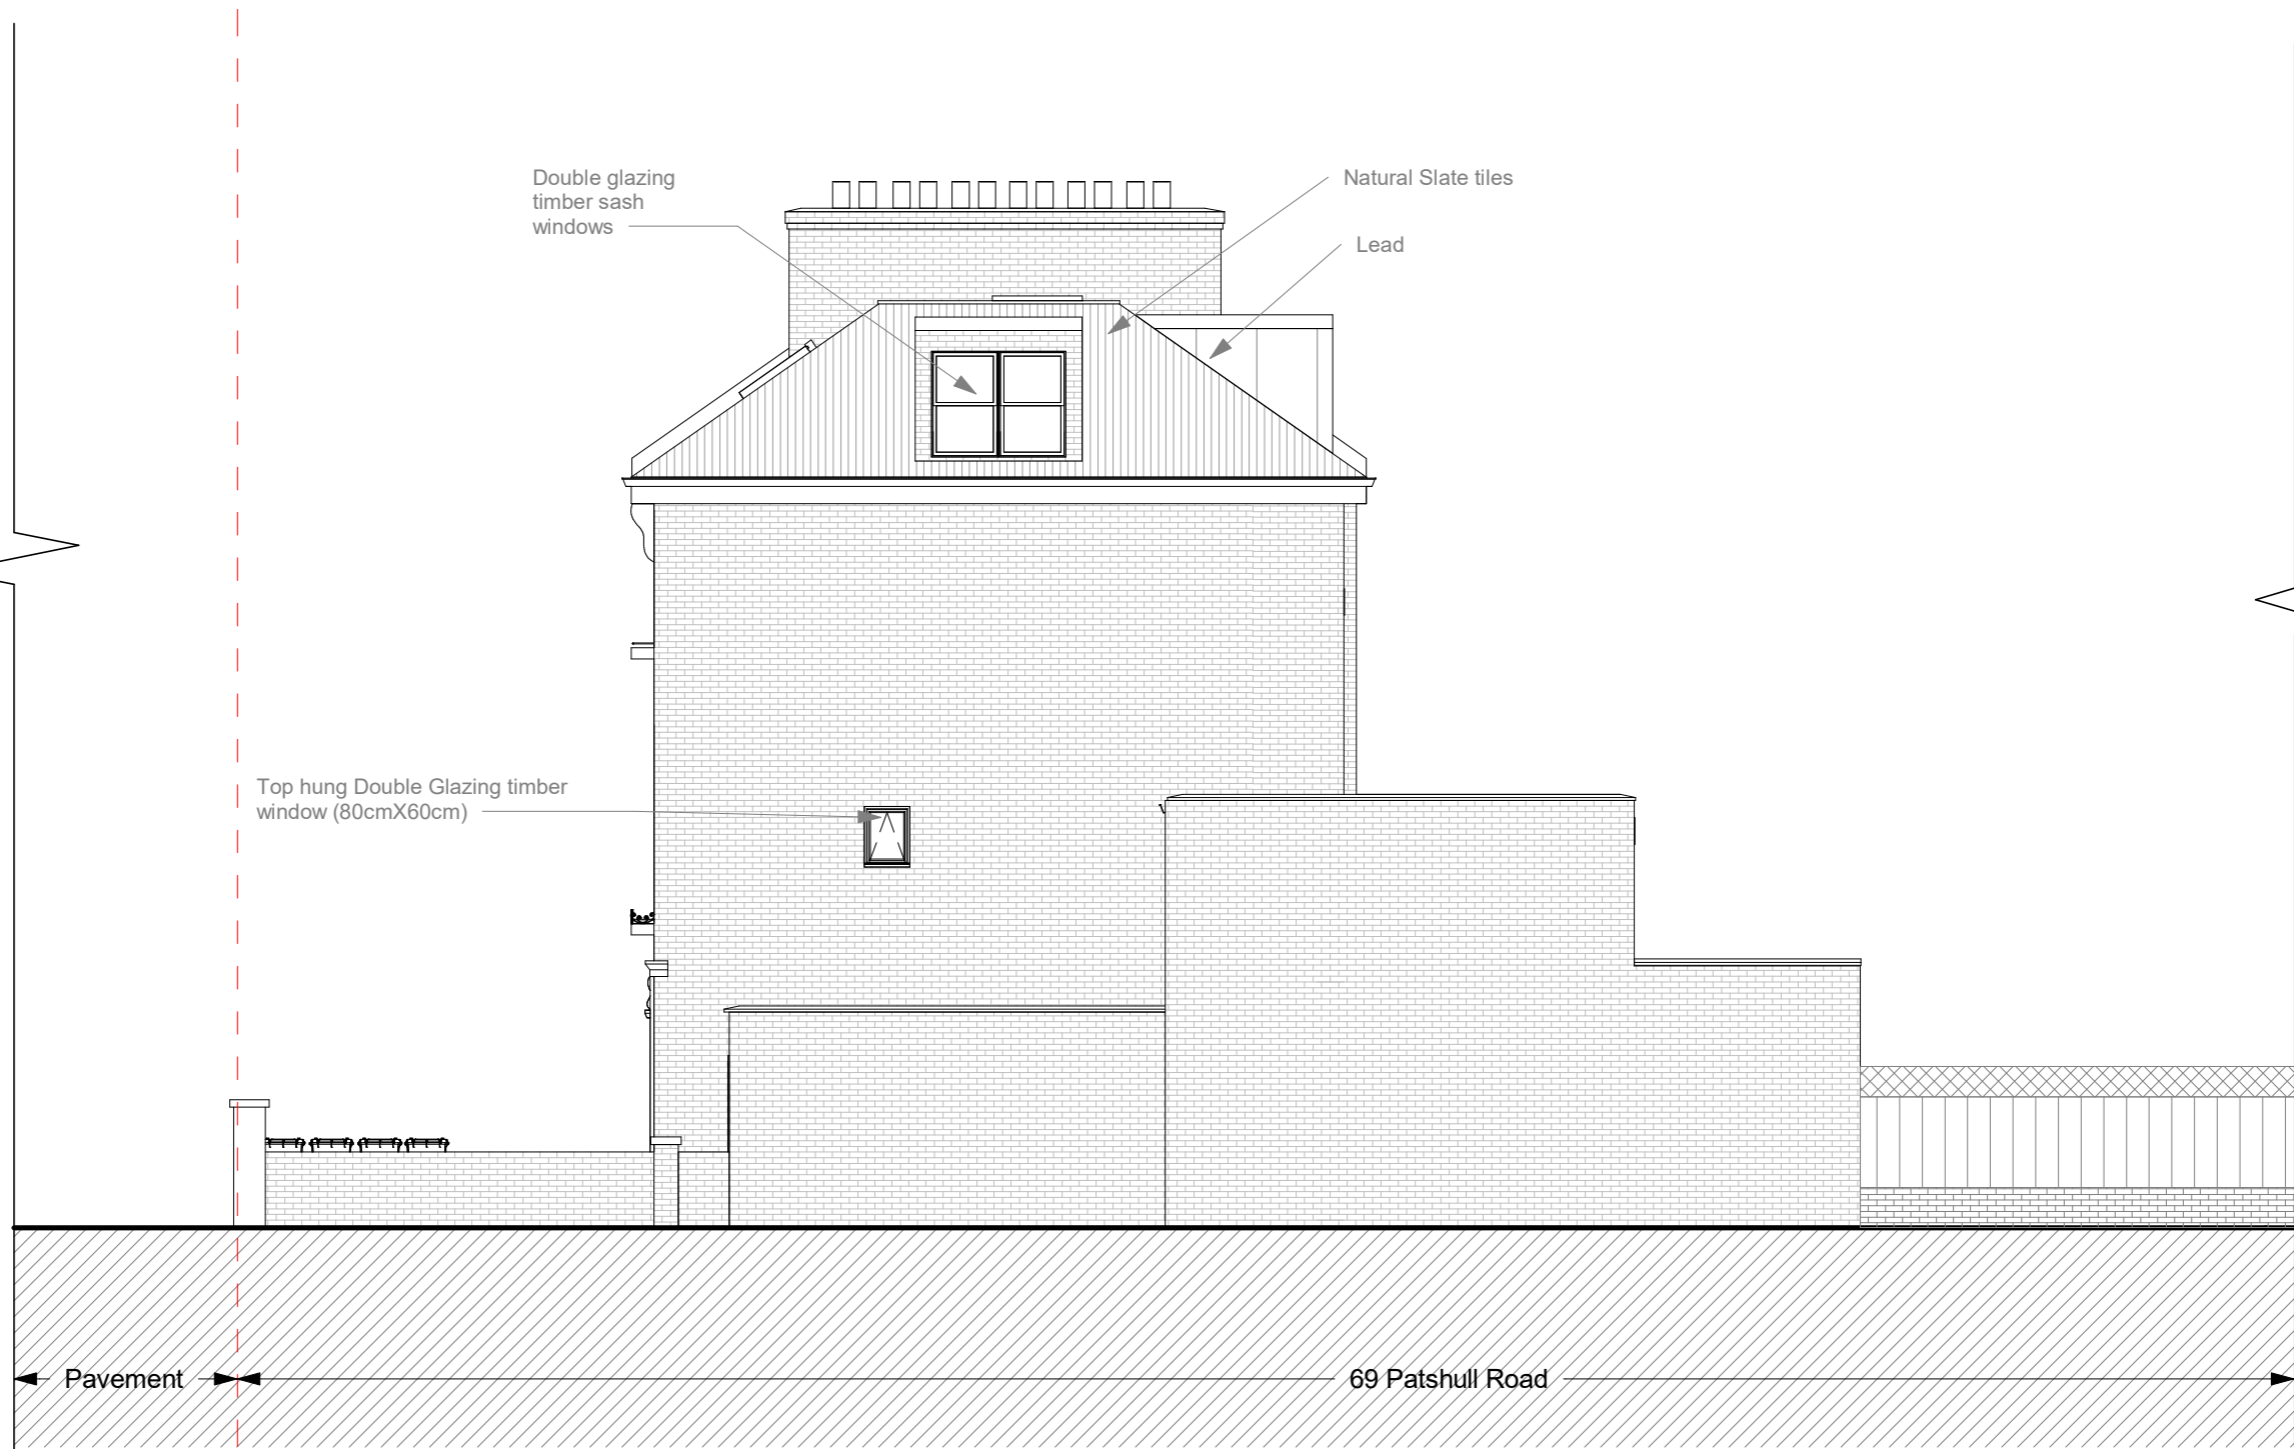 Double glazing
timber sash
windows
Natural Slate tiles
Lead
Top hung Double Glazing timber
window (80cmX60cm)
Pavement
69 Patshull Road